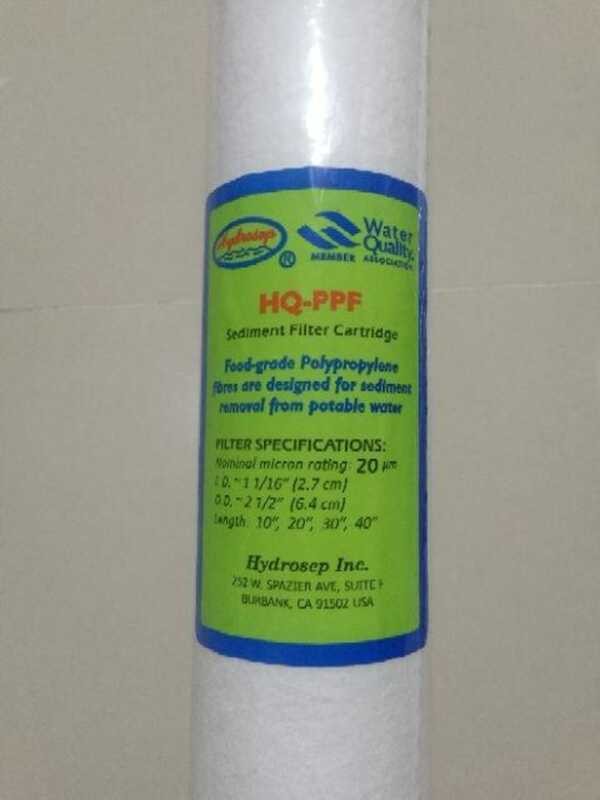 Hydrosep
®
MEMBER
Water
Quality
ASSOCIATION
HQ-PPF
Sediment Filter Cartridge
Food-grade Polypropylene
fibres are designed for sediment
removal from potable water
FILTER SPECIFICATIONS:
Nominal micron rating: 20 µm
I.D. ~1 1/16" (2.7 cm)
O.D. ~2 1/2" (6.4 cm)
Length: 10", 20", 30", 40"
Hydrosep Inc.
252 W. SPAZIER AVE, SUITE F
BURBANK, CA 91502 USA